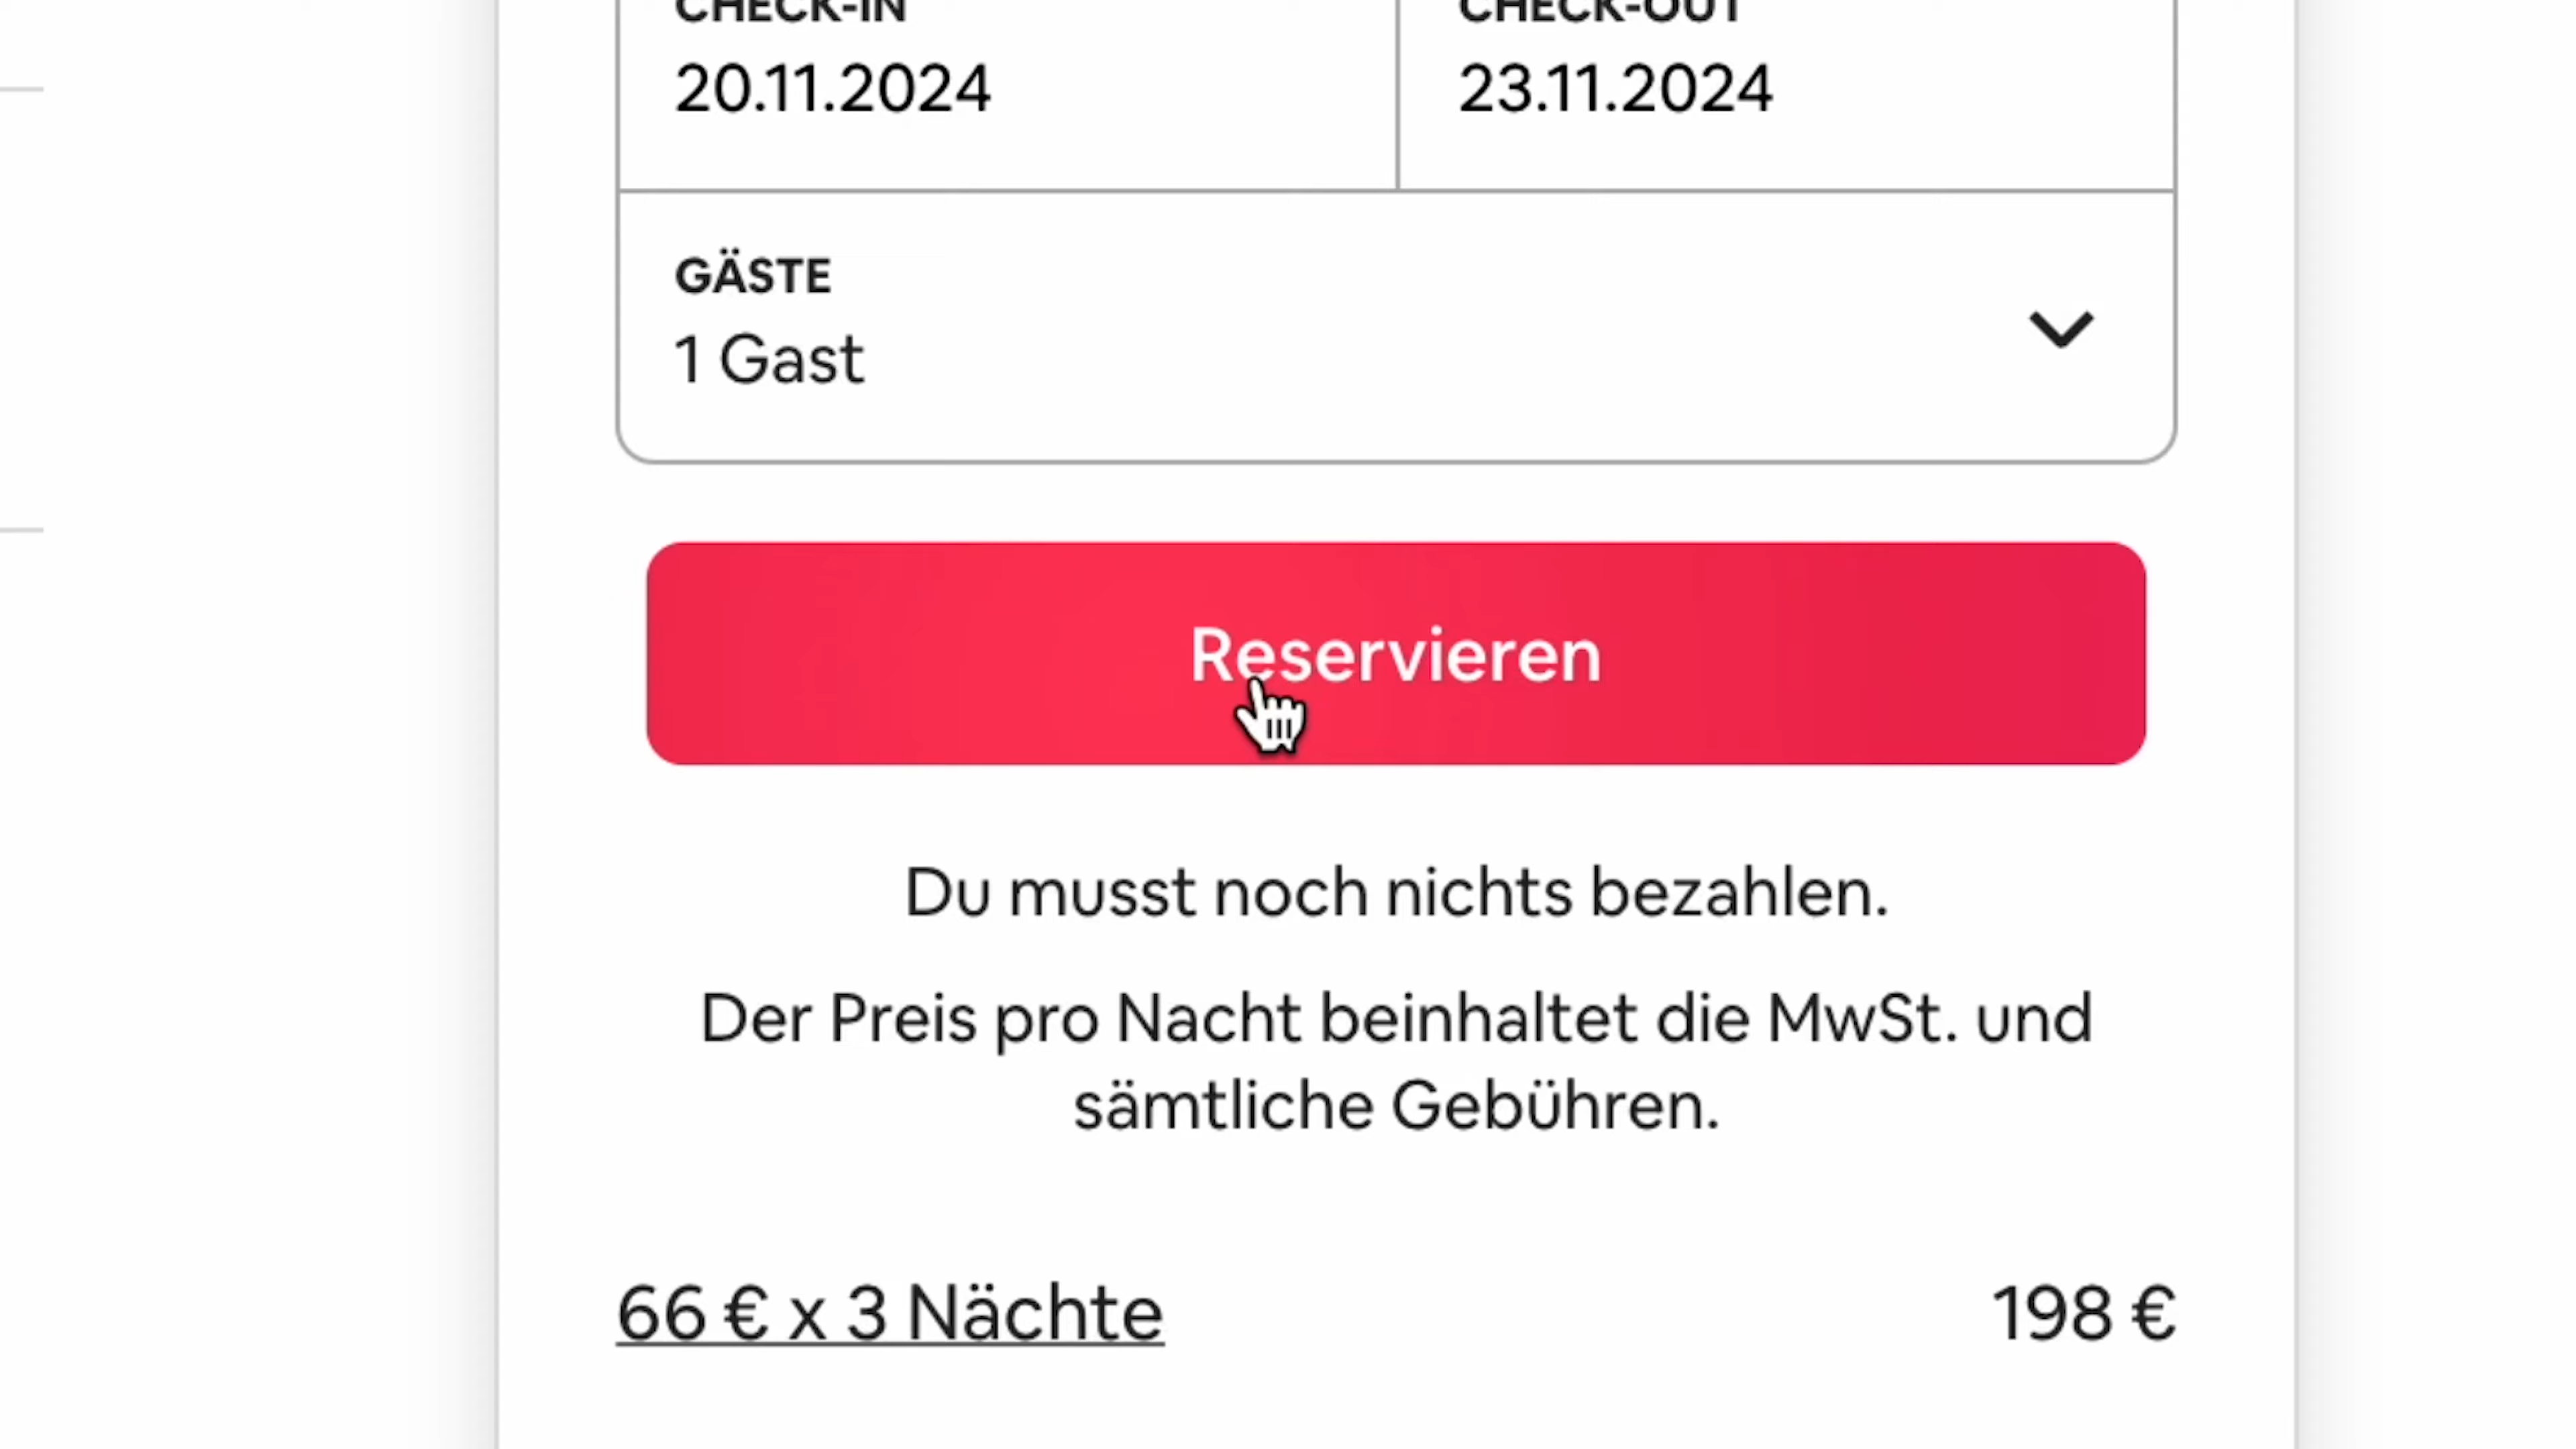 CHECK-IN
CHECK-OUT
20.11.2024
23.11.2024
GÄSTE
1 Gast
Reservieren
Du musst noch nichts bezahlen.
Der Preis pro Nacht beinhaltet die MwSt. und
sämtliche Gebühren.
66 € x 3 Nächte
198 €